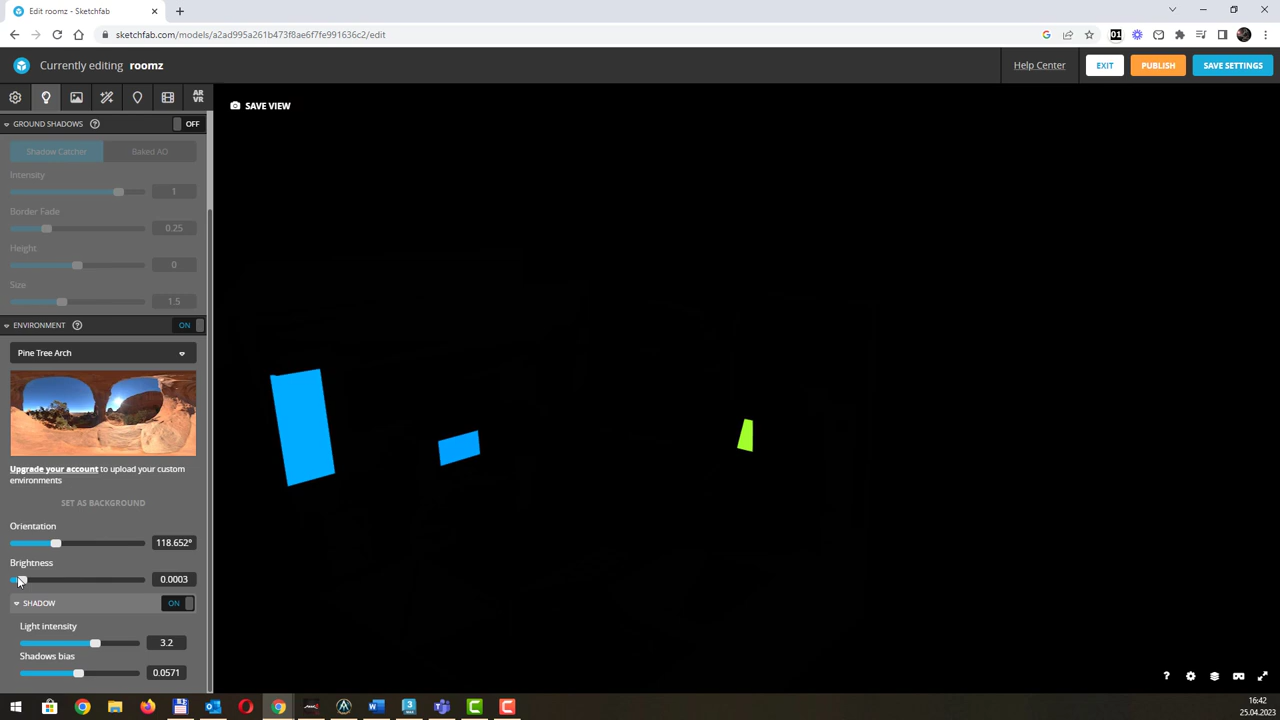 Edit roomz - Sketchfab
sketchfab.com/models/a2ad995a261b473f8ae6f7fe991636c2/edit
Currently editing roomz
Help Center
EXIT
PUBLISH
SAVE SETTINGS
AR
VR
SAVE VIEW
GROUND SHADOWS ? OFF
Shadow Catcher
Baked AO
Intensity
1
Border Fade
0.25
Height
0
Size
1.5
ENVIRONMENT ? ON
Pine Tree Arch
Upgrade your account to upload your custom
environments
SET AS BACKGROUND
Orientation
118.652°
Brightness
0.0003
SHADOW ON
Light intensity
3.2
Shadows bias
0.0571
?
16:42
25.04.2023